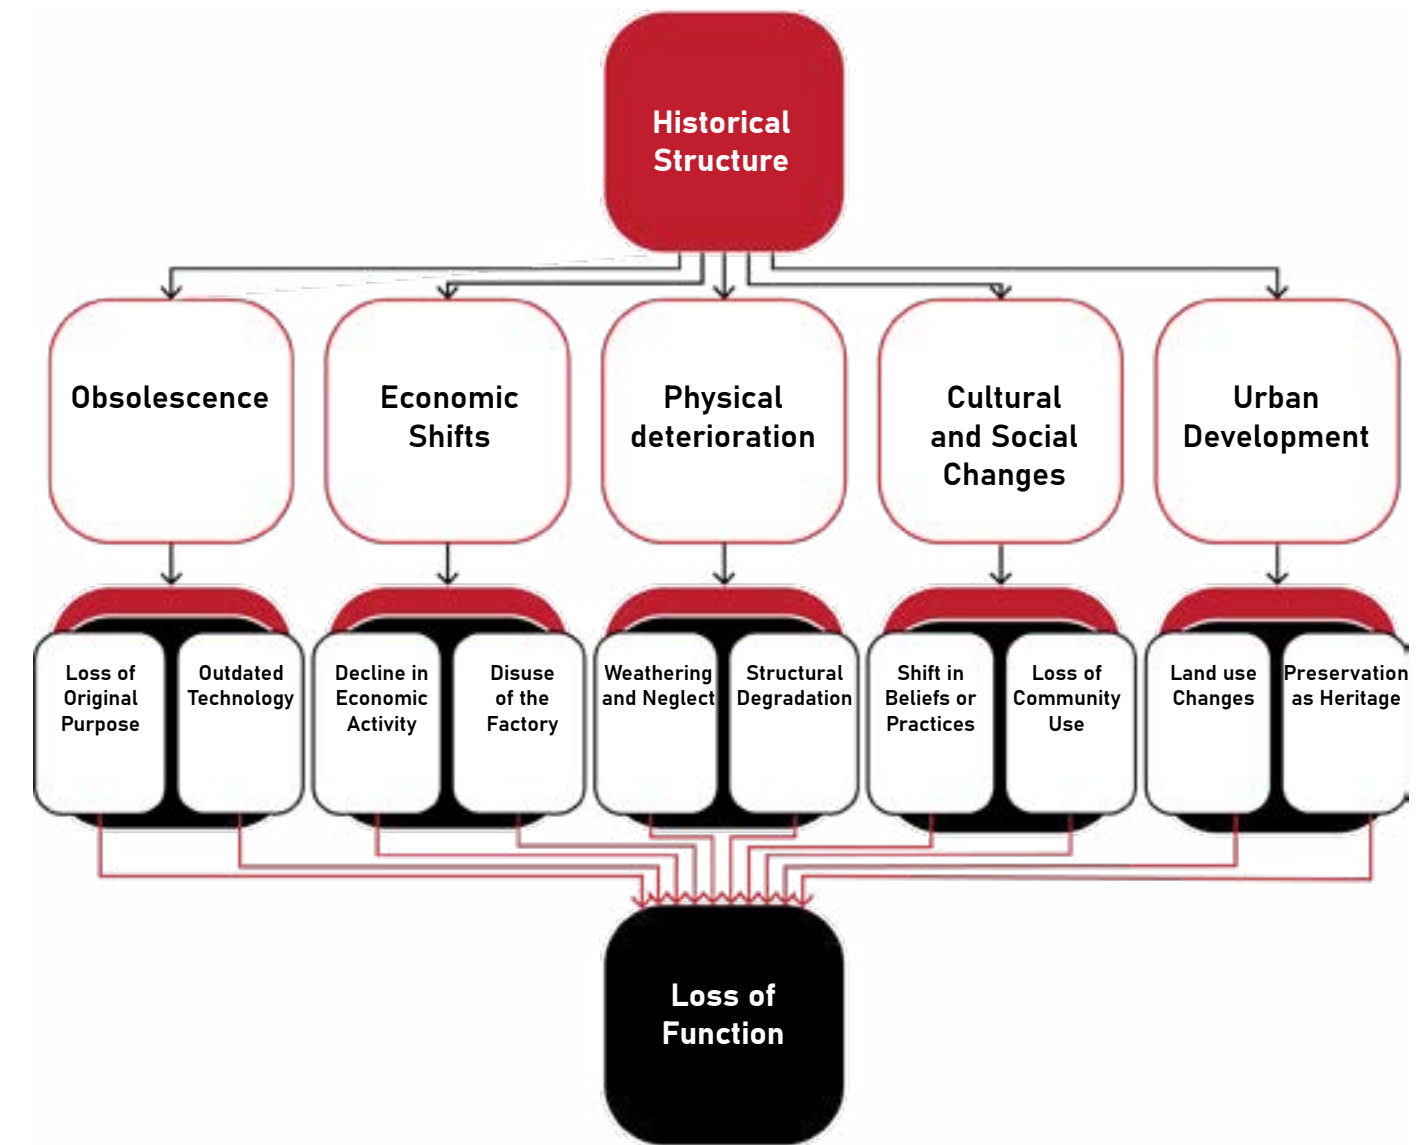 Historical
Structure
Obsolescence
Economic
Shifts
Physical
deterioration
Cultural
and Social
Changes
Urban
Development
Loss of
Original
Purpose
Outdated
Technology
Decline in
Economic
Activity
Disuse
of the
Factory
Weathering
and Neglect
Structural
Degradation
Shift in
Beliefs or
Practices
Loss of
Community
Use
Land use
Changes
Preservation
as Heritage
Loss of
Function